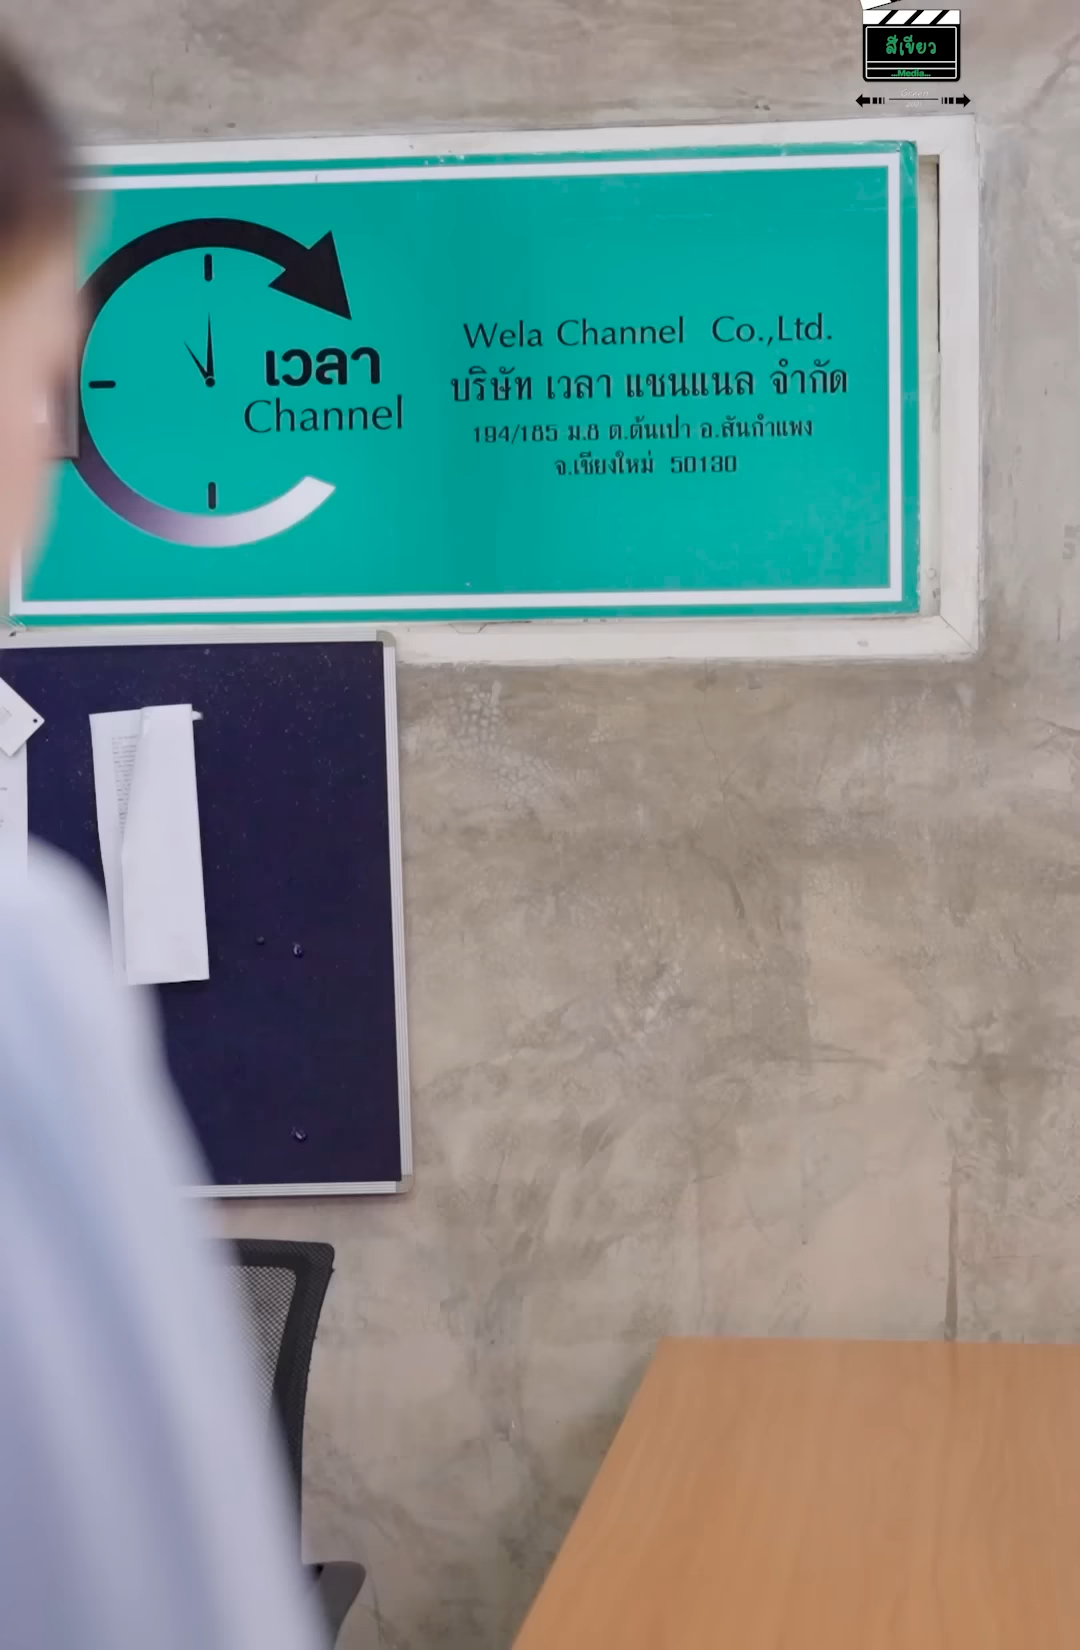 สีเขียว
...Media...
Green
เวลา
Channel
Wela Channel Co.,Ltd.
บริษัท เวลา แชนแนล จำกัด
194/185 ม.8 ต.ต้นเปา อ.สันกำแพง
จ.เชียงใหม่ 50130